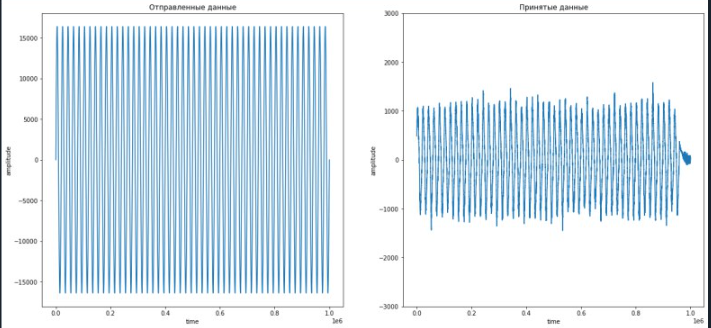 Отправленные данные
15000
10000
5000
0
−5000
−10000
−15000
amplitude
0.0 0.2 0.4 0.6 0.8 1.0
1e6
time
Принятые данные
3000
2000
1000
0
−1000
−2000
−3000
amplitude
0.0 0.2 0.4 0.6 0.8 1.0
1e6
time